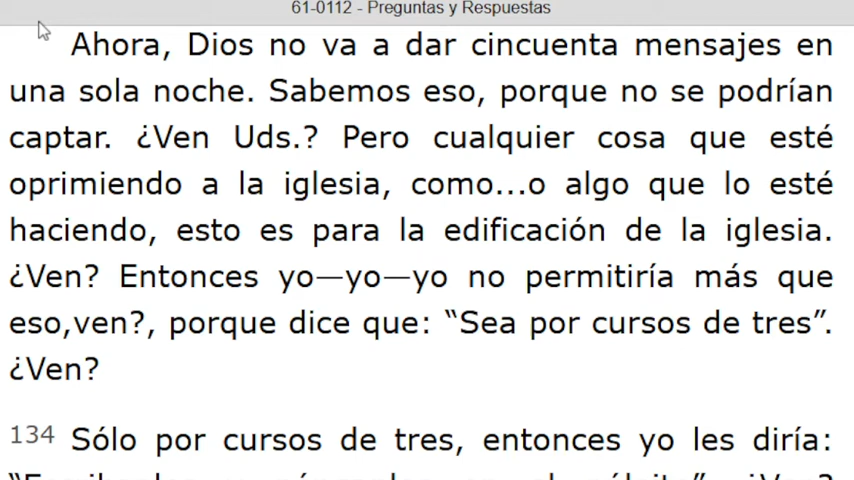 61-0112 - Preguntas y Respuestas
Ahora, Dios no va a dar cincuenta mensajes en
una sola noche. Sabemos eso, porque no se podrían
captar. ¿Ven Uds.? Pero cualquier cosa que esté
oprimiendo a la iglesia, como...o algo que lo esté
haciendo, esto es para la edificación de la iglesia.
¿Ven? Entonces yo—yo—yo no permitiría más que
eso,ven?, porque dice que: “Sea por cursos de tres”.
¿Ven?
134 Sólo por cursos de tres, entonces yo les diría: